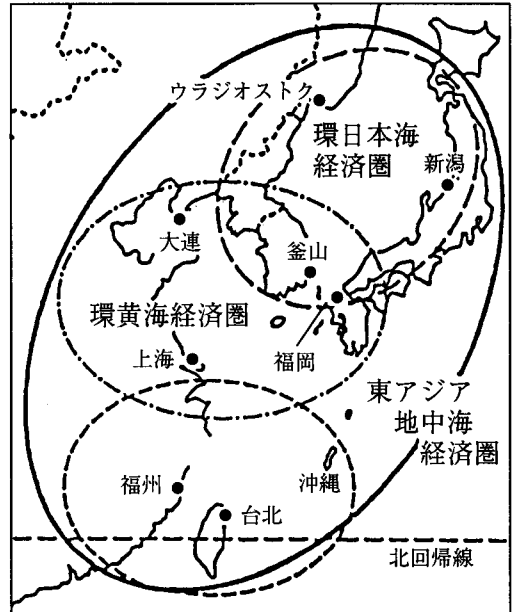 ウラジオストク
環日本海
経済圏
新潟
大連
釜山
環黄海経済圏
福岡
上海
東アジア
地中海
経済圏
福州
沖縄
台北
北回帰線